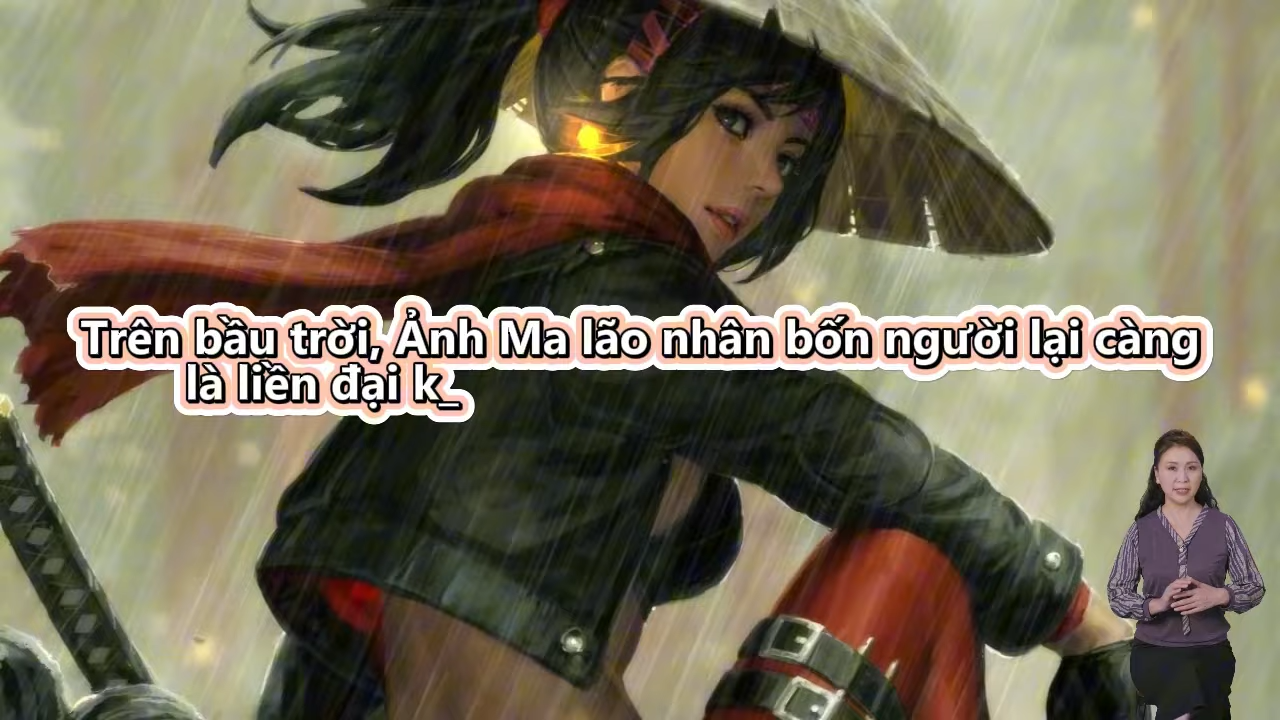 Trên bầu trời, Ảnh Ma lão nhân bốn người lại càng
là liền đại k_